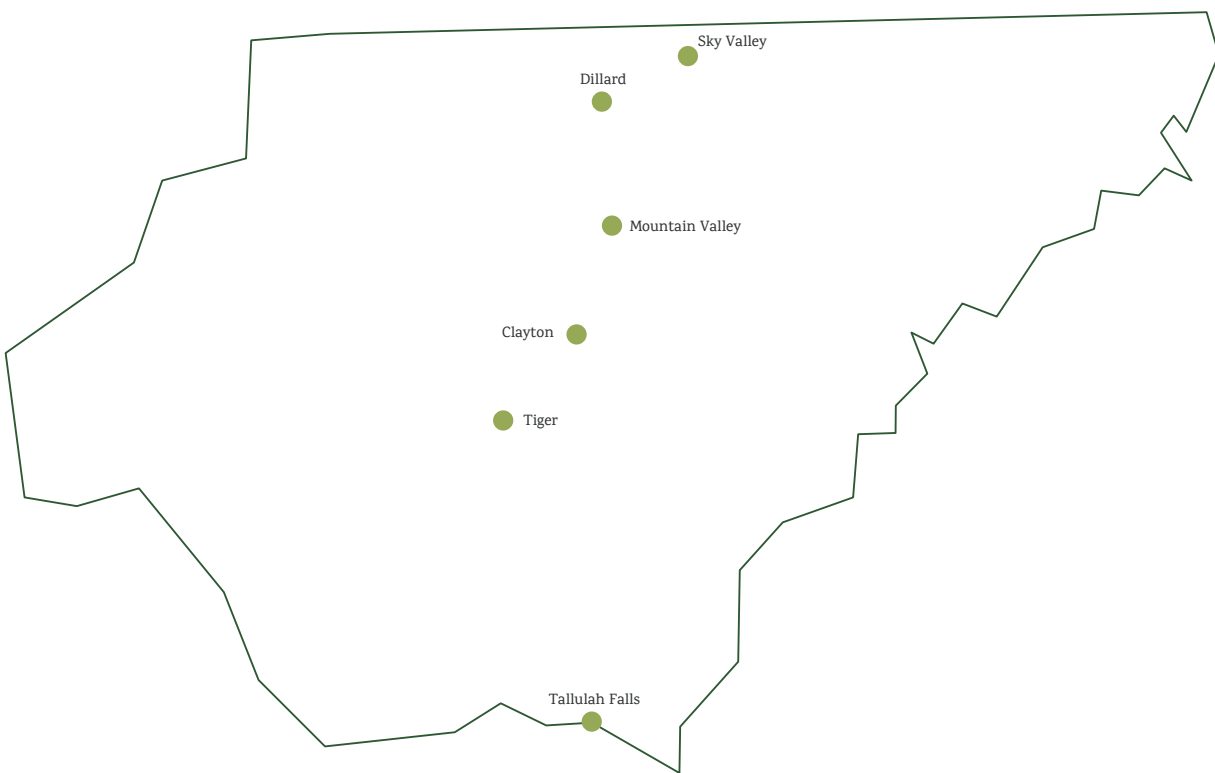 Sky Valley
Dillard
Mountain Valley
Clayton
Tiger
Tallulah Falls